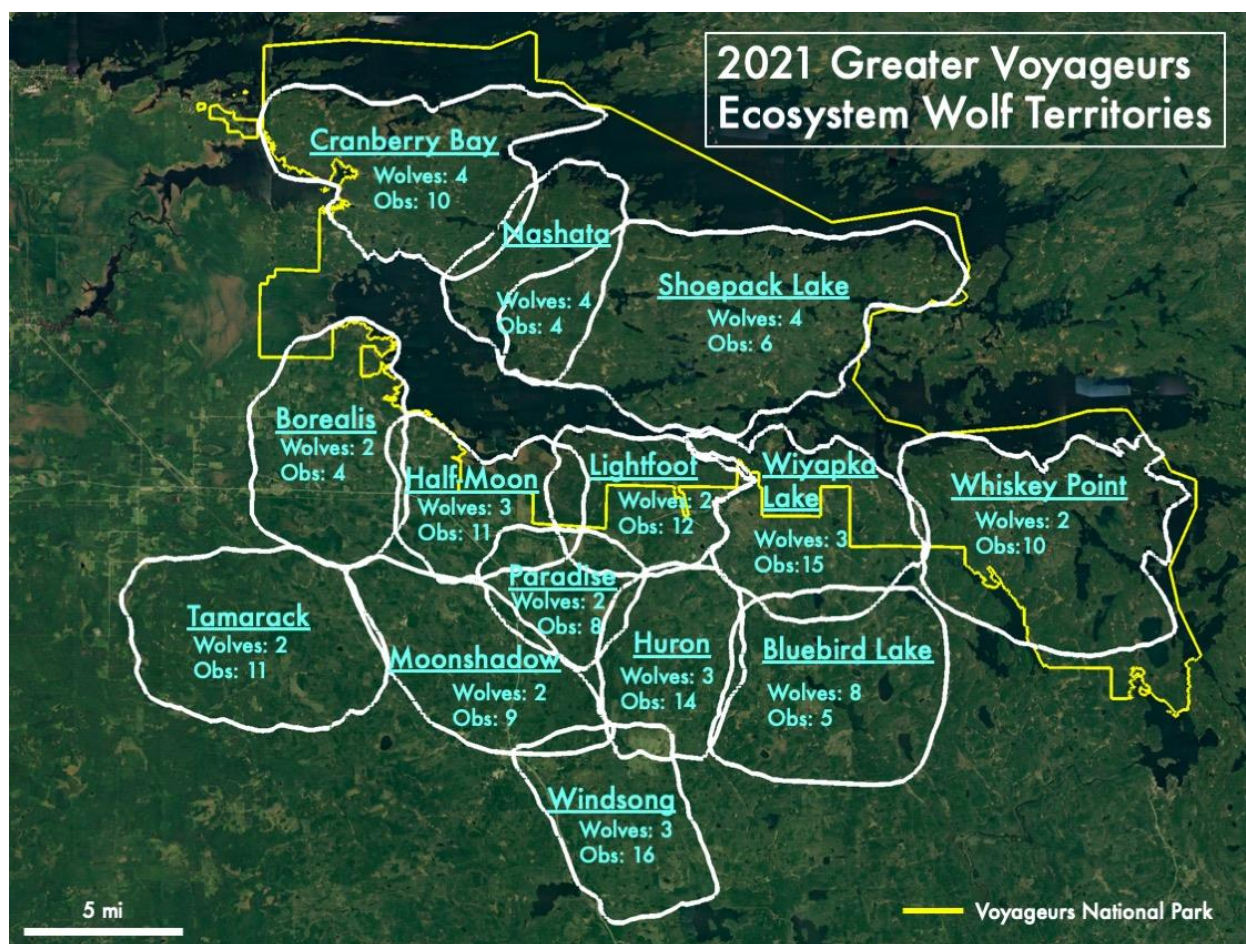 2021 Greater Voyageurs
Ecosystem Wolf Territories
Cranberry Bay
Wolves: 4
Obs: 10
Nashata
Wolves: 4
Obs: 4
Shoepack Lake
Wolves: 4
Obs: 6
Borealis
Wolves: 2
Obs: 4
Half Moon
Wolves: 3
Obs: 11
Lightfoot
Wolves: 2
Obs: 12
Wiyapka
Lake
Wolves: 3
Obs:15
Whiskey Point
Wolves: 2
Obs:10
Paradise
Wolves: 2
Obs: 8
Tamarack
Wolves: 2
Obs: 11
Moonshadow
Wolves: 2
Obs: 9
Huron
Wolves: 3
Obs: 14
Bluebird Lake
Wolves: 8
Obs: 5
Windsong
Wolves: 3
Obs: 16
5 mi
Voyageurs National Park